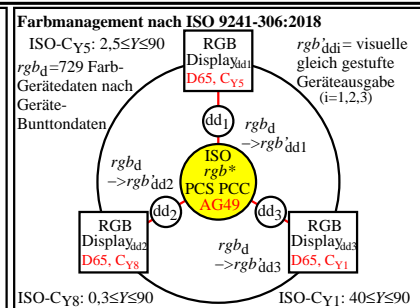 Farbmanagement nach ISO 9241-306:2018
ISO-CY5: 2,5≤Y≤90
rgbd=729 Farb-
Gerätedaten nach
Geräte-
Bunttondaten
RGB
Displaydd1
D65, CY5
rgb'ddi= visuelle
gleich gestufte
Geräteausgabe
(i=1,2,3)
dd1
rgbd
−>rgb'dd1
rgbd
−>rgb'dd2
ISO
rgb*
PCS PCC
AG49
dd2
dd3
RGB
Displaydd2
D65, CY8
rgbd
−>rgb'dd3
RGB
Displaydd3
D65, CY1
ISO-CY8: 0,3≤Y≤90
ISO-CY1: 40≤Y≤90